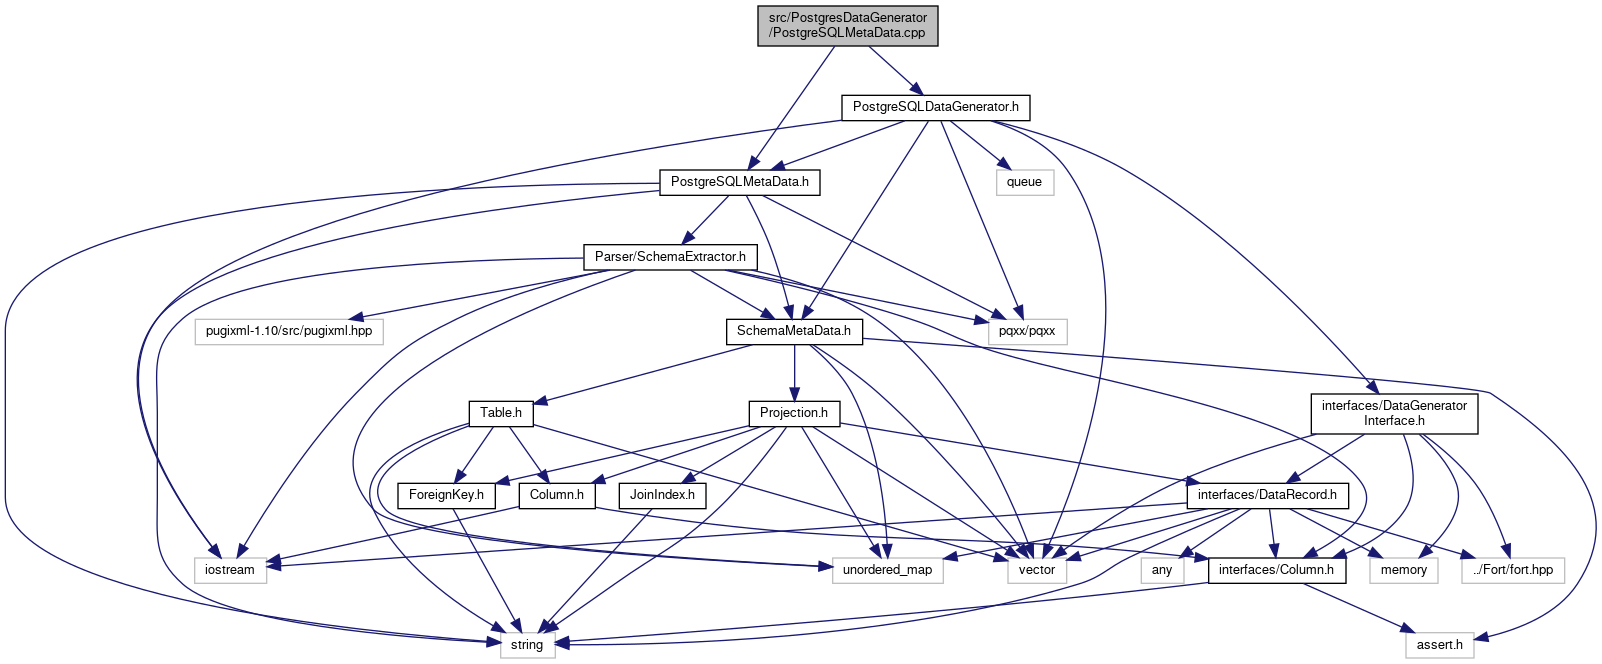 src/PostgresDataGenerator
/PostgreSQLMetaData.cpp
PostgreSQLDataGenerator.h
PostgreSQLMetaData.h
queue
Parser/SchemaExtractor.h
pugixml-1.10/src/pugixml.hpp
SchemaMetaData.h
pqxx/pqxx
Table.h
Projection.h
interfaces/DataGenerator
Interface.h
ForeignKey.h
Column.h
JoinIndex.h
interfaces/DataRecord.h
iostream
unordered_map
vector
any
interfaces/Column.h
memory
../Fort/fort.hpp
string
assert.h